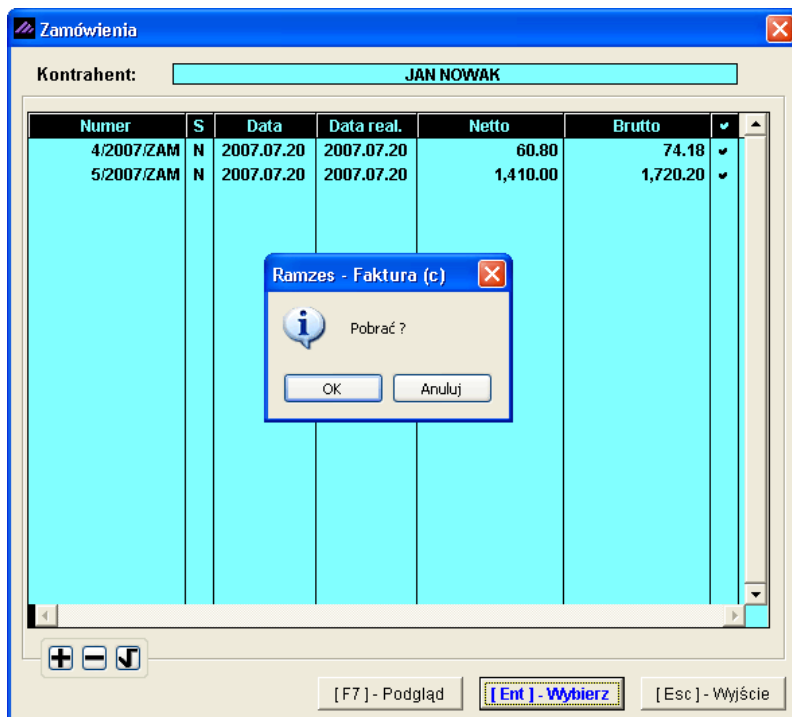 Zamówienia
Kontrahent: JAN NOWAK
Numer S Data Data real. Netto Brutto
4/2007/ZAM N 2007.07.20 2007.07.20 60.80 74.18
5/2007/ZAM N 2007.07.20 2007.07.20 1,410.00 1,720.20
Ramzes - Faktura (c)
Pobrać ?
OK Anuluj
[ F7 ] - Podgląd [ Ent ] - Wybierz [ Esc ] - Wyjście